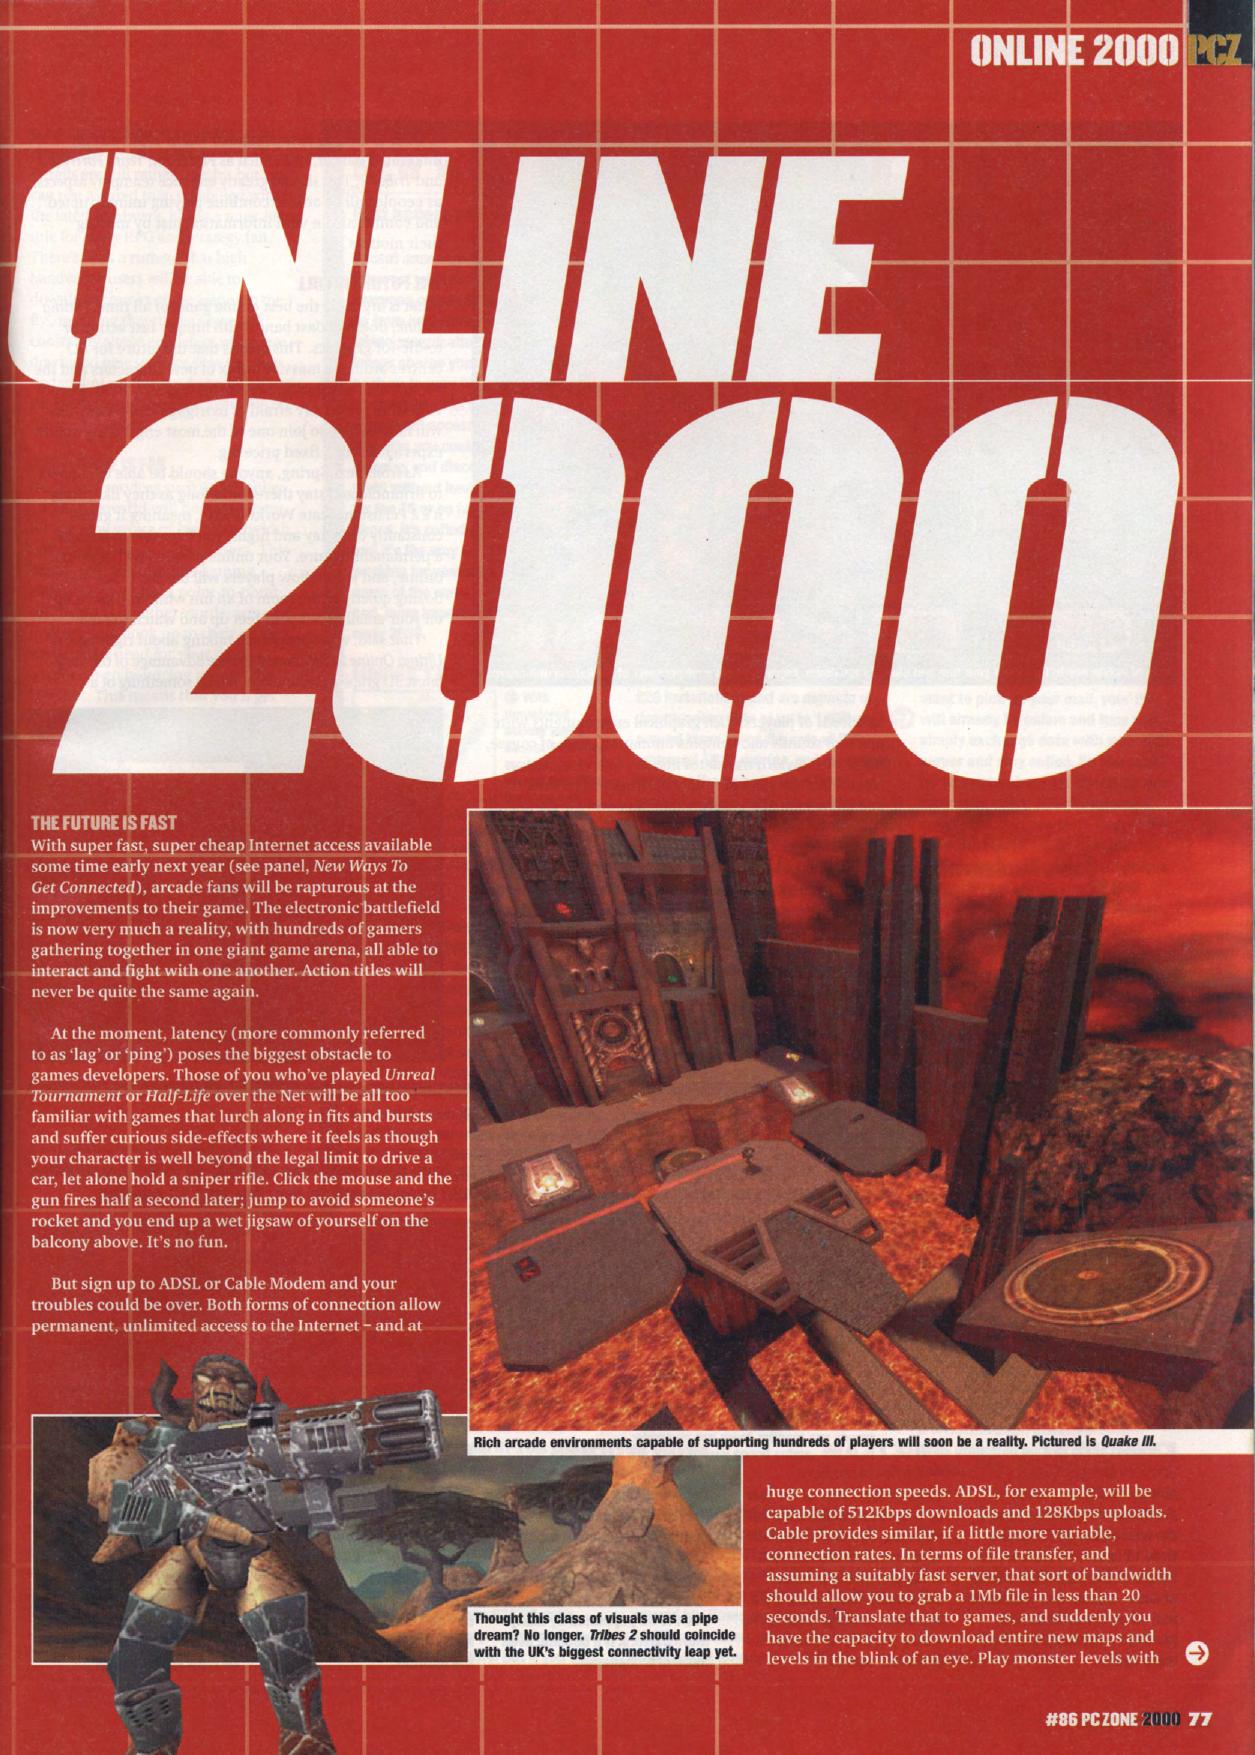 ONLINE 2000 PCZ
ONLINE
2000
THE FUTURE IS FAST
With super fast, super cheap Internet access available
some time early next year (see panel, New Ways To
Get Connected), arcade fans will be rapturous at the
improvements to their game. The electronic battlefield
is now very much a reality, with hundreds of gamers
gathering together in one giant game arena, all able to
interact and fight with one another. Action titles will
never be quite the same again.
At the moment, latency (more commonly referred
to as ‘lag’ or ‘ping’) poses the biggest obstacle to
games developers. Those of you who’ve played Unreal
Tournament or Half-Life over the Net will be all too
familiar with games that lurch along in fits and bursts
and suffer curious side-effects where it feels as though
your character is well beyond the legal limit to drive a
car, let alone hold a sniper rifle. Click the mouse and the
gun fires half a second later; jump to avoid someone’s
rocket and you end up a wet jigsaw of yourself on the
balcony above. It’s no fun.
But sign up to ADSL or Cable Modem and your
troubles could be over. Both forms of connection allow
permanent, unlimited access to the Internet – and at
Rich arcade environments capable of supporting hundreds of players will soon be a reality. Pictured is Quake III.
Thought this class of visuals was a pipe
dream? No longer. Tribes 2 should coincide
with the UK’s biggest connectivity leap yet.
huge connection speeds. ADSL, for example, will be
capable of 512Kbps downloads and 128Kbps uploads.
Cable provides similar, if a little more variable,
connection rates. In terms of file transfer, and
assuming a suitably fast server, that sort of bandwidth
should allow you to grab a 1Mb file in less than 20
seconds. Translate that to games, and suddenly you
have the capacity to download entire new maps and
levels in the blink of an eye. Play monster levels with
#86 PC ZONE 2000 77